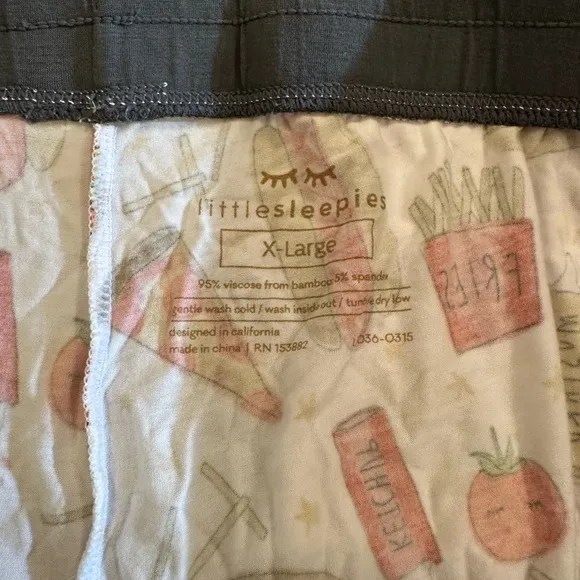 littlesleepies
X-Large
95% viscose from bamboo 5% spandex
gentle wash cold / wash inside out / tumble dry low
designed in california
made in china | RN 153882 1036-0315
FRIES
KETCHUP